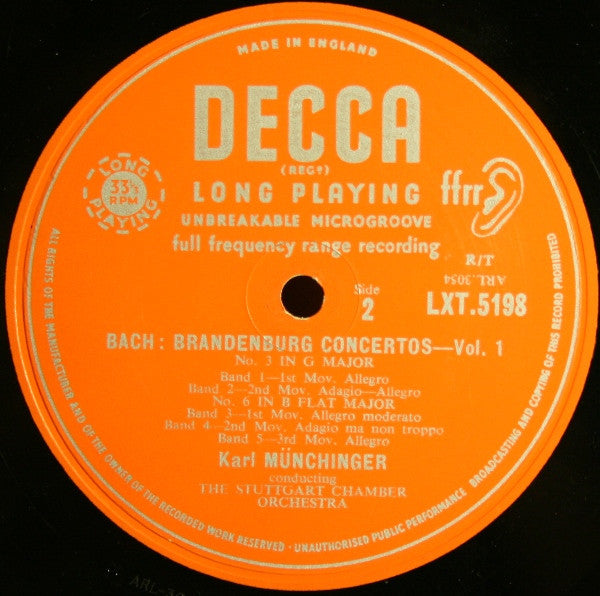 MADE IN ENGLAND
DECCA
(REGD)
LONG PLAYING
33⅓
RPM
LONG PLAYING
ffrr
UNBREAKABLE MICROGROOVE
full frequency range recording
R/T
ARL.3054
Side
2
LXT.5198
BACH: BRANDENBURG CONCERTOS—Vol. 1
No. 3 IN G MAJOR
Band 1—1st Mov. Allegro
Band 2—2nd Mov. Adagio—Allegro
No. 6 IN B FLAT MAJOR
Band 3—1st Mov. Allegro moderato
Band 4—2nd Mov. Adagio ma non troppo
Band 5—3rd Mov. Allegro
Karl MÜNCHINGER
conducting
THE STUTTGART CHAMBER
ORCHESTRA
ALL RIGHTS OF THE MANUFACTURER AND OF THE OWNER OF THE RECORDED WORK RESERVED · UNAUTHORISED PUBLIC PERFORMANCE BROADCASTING AND COPYING OF THIS RECORD PROHIBITED